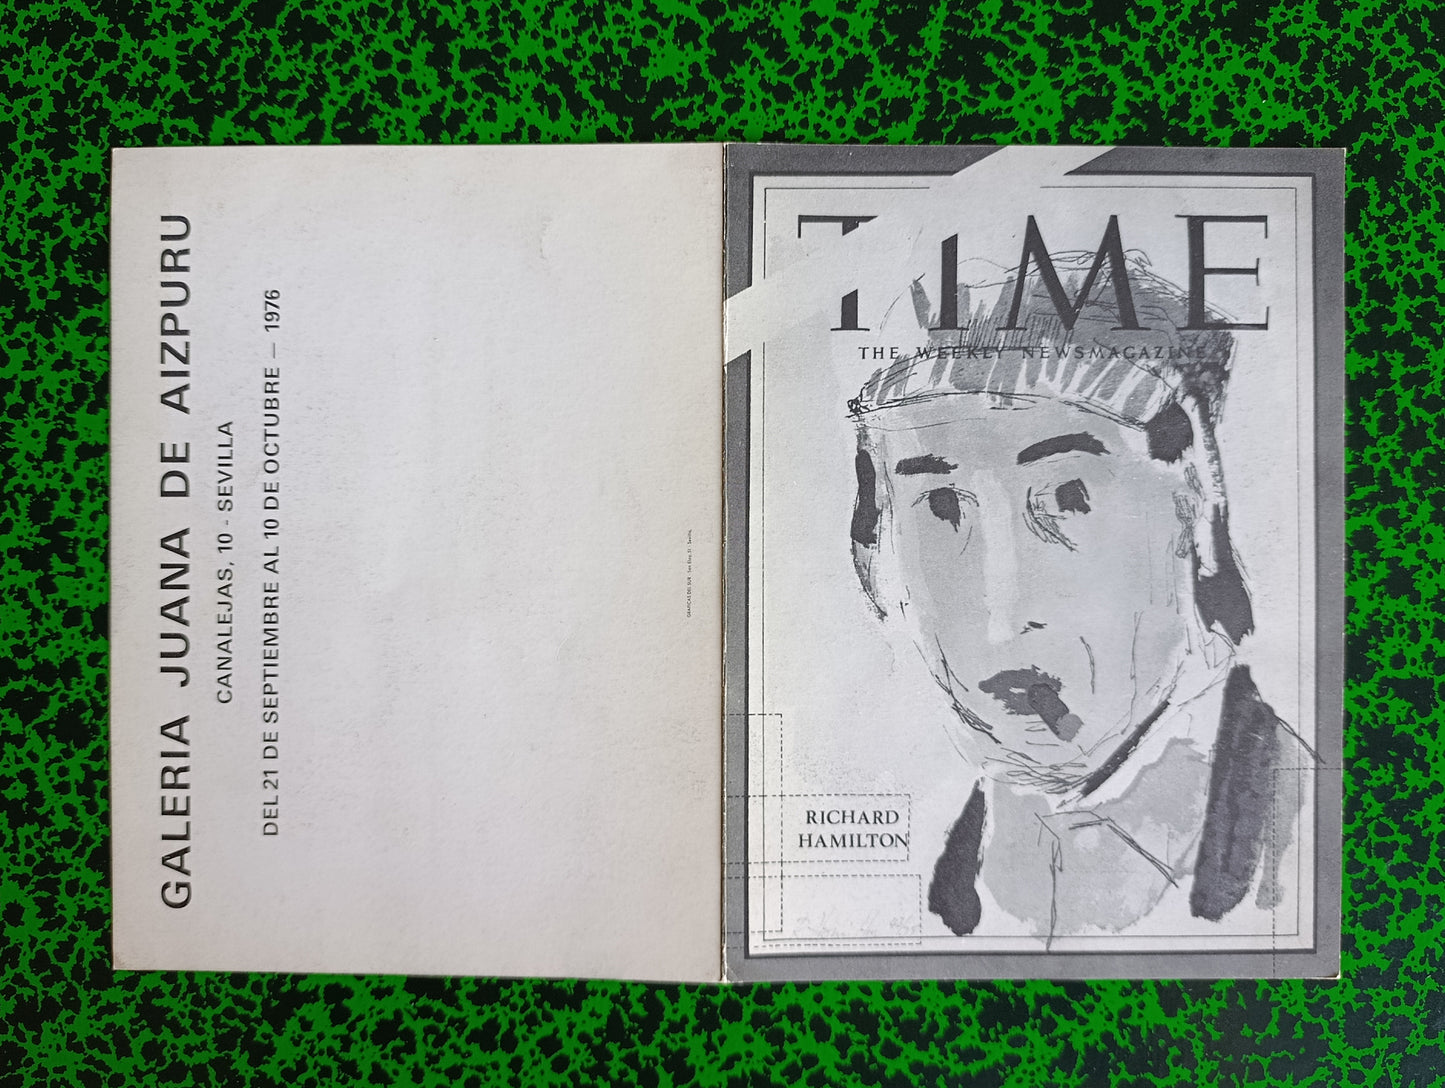 GALERIA JUANA DE AIZPURU
CANALEJAS, 10 - SEVILLA
DEL 21 DE SEPTIEMBRE AL 10 DE OCTUBRE — 1976
TIME
THE WEEKLY NEWSMAGAZINE
RICHARD
HAMILTON